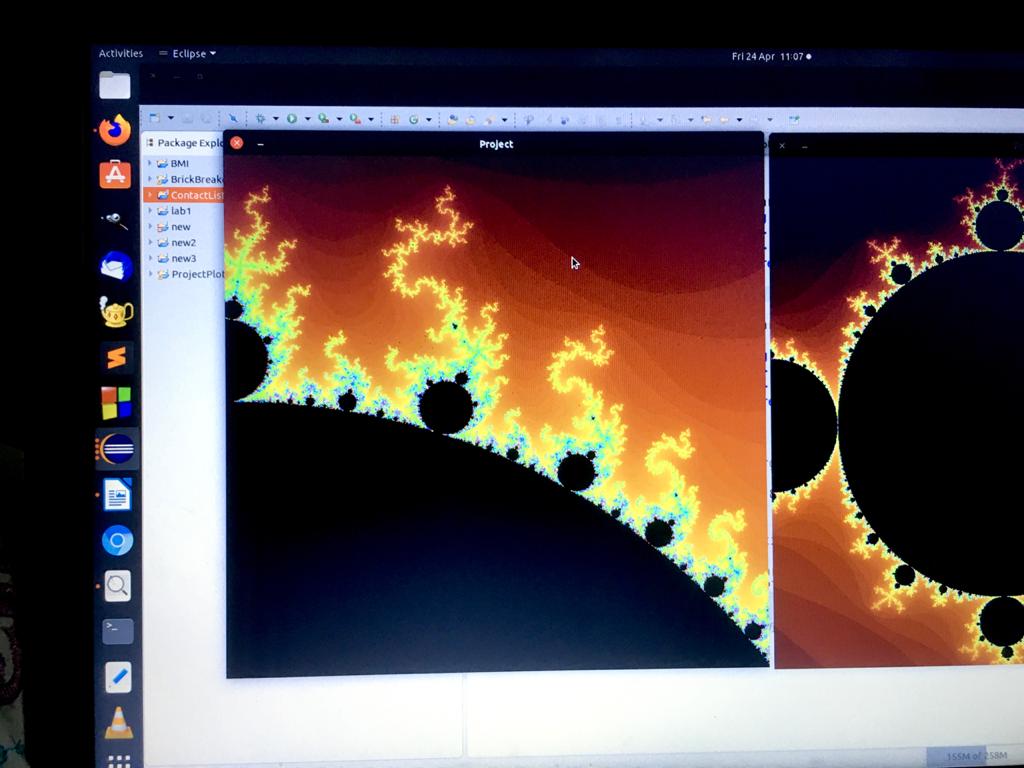 Activities
Eclipse
Fri 24 Apr 11:07
Package Explo
Project
BMI
BrickBreak
ContactLis
lab1
new
new2
new3
ProjectPlot
155M of 258M